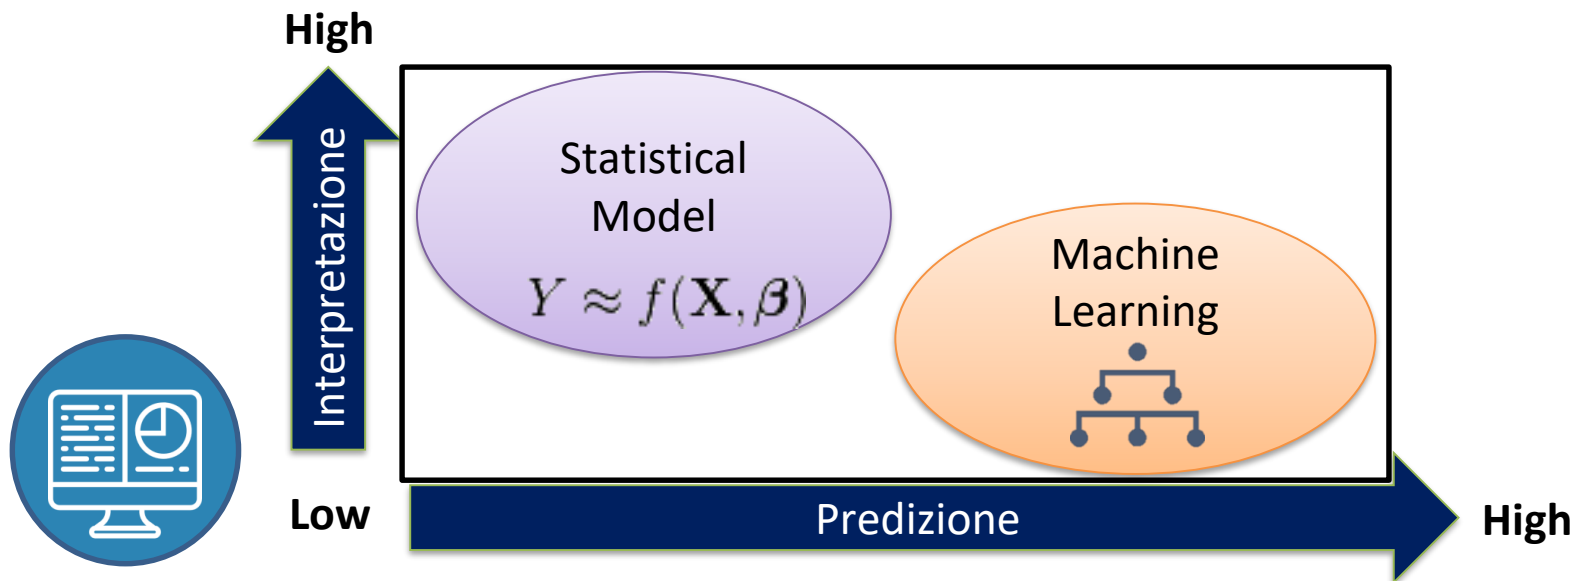 High
Interpretazione
Statistical
Model
Y ≈ f(X, β)
Machine
Learning
Low
Predizione
High